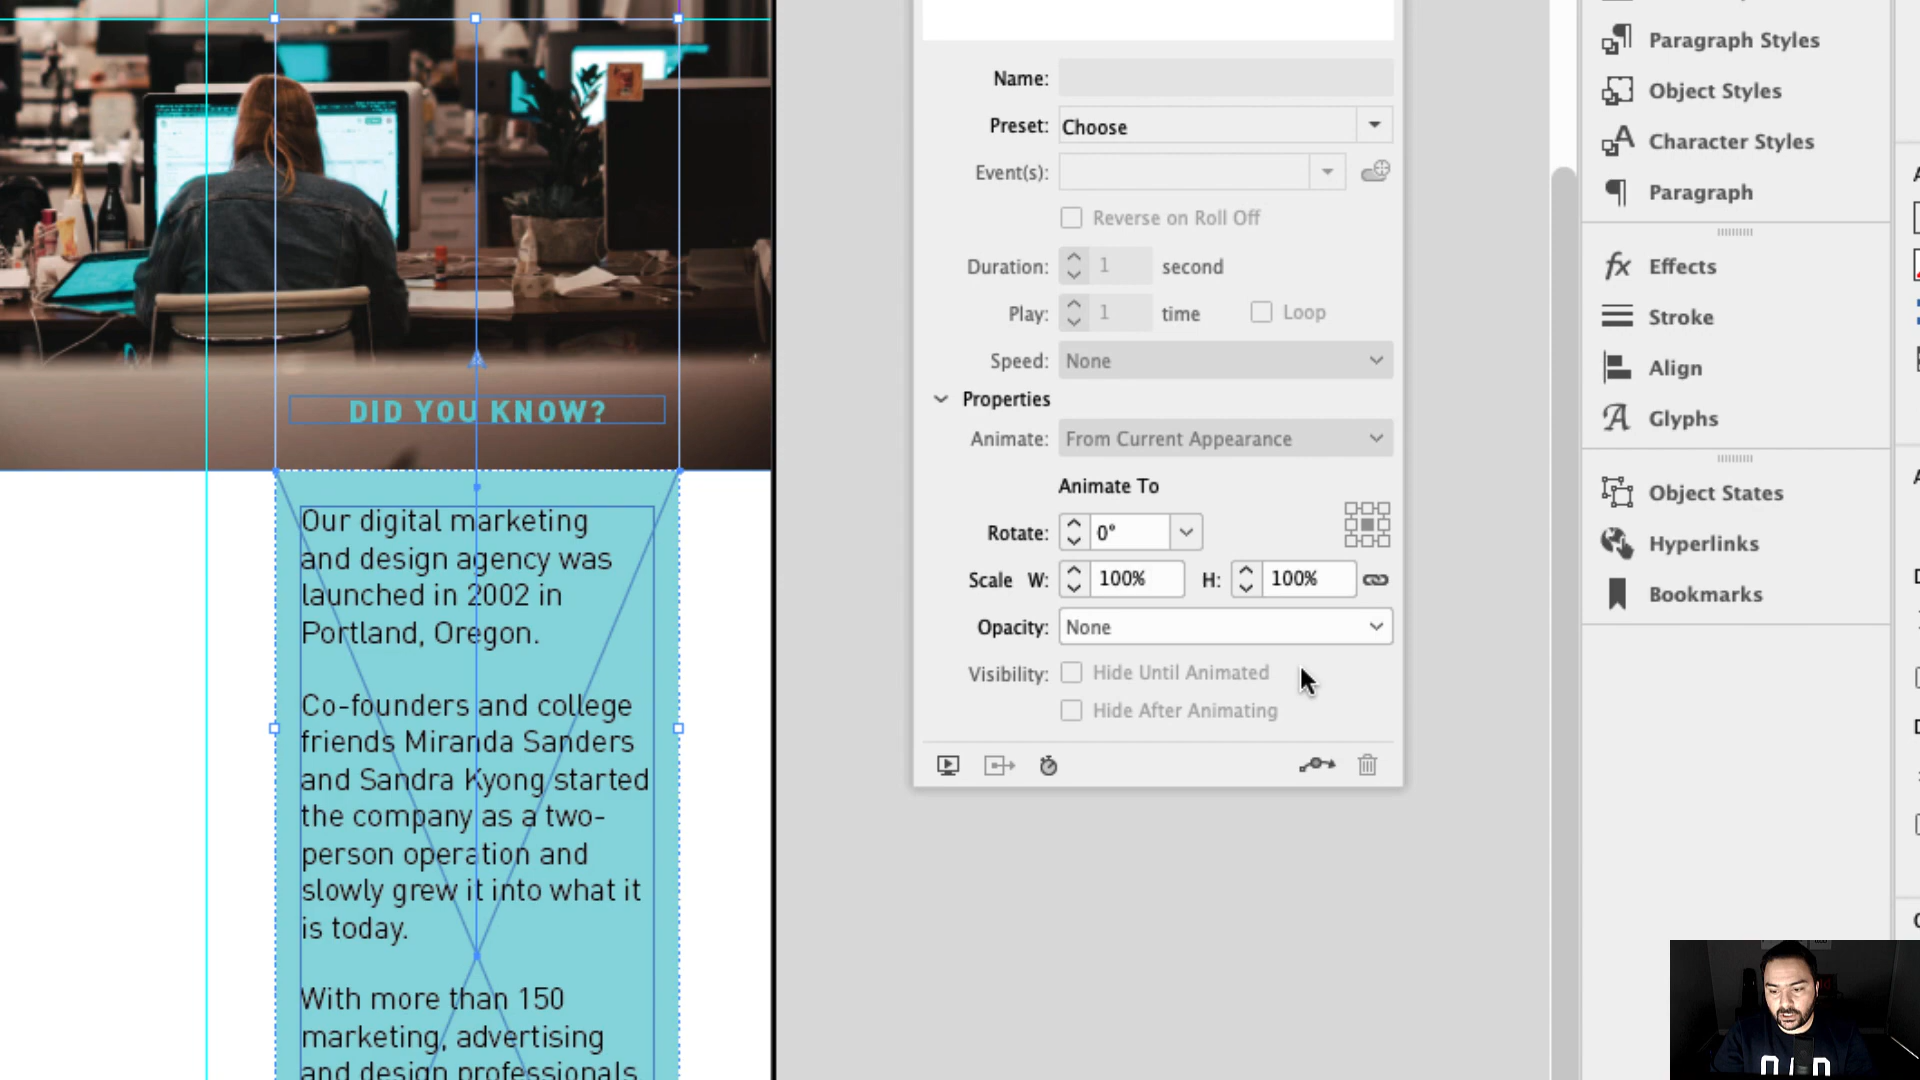 DID YOU KNOW?
Our digital marketing
and design agency was
launched in 2002 in
Portland, Oregon.
Co-founders and college
friends Miranda Sanders
and Sandra Kyong started
the company as a two-
person operation and
slowly grew it into what it
is today.
With more than 150
marketing, advertising
and design professionals
Name:
Preset: Choose
Event(s):
Reverse on Roll Off
Duration: 1 second
Play: 1 time Loop
Speed: None
Properties
Animate: From Current Appearance
Animate To
Rotate: 0°
Scale W: 100% H: 100%
Opacity: None
Visibility: Hide Until Animated
Hide After Animating
Paragraph Styles
Object Styles
Character Styles
Paragraph
fx Effects
Stroke
Align
Glyphs
Object States
Hyperlinks
Bookmarks